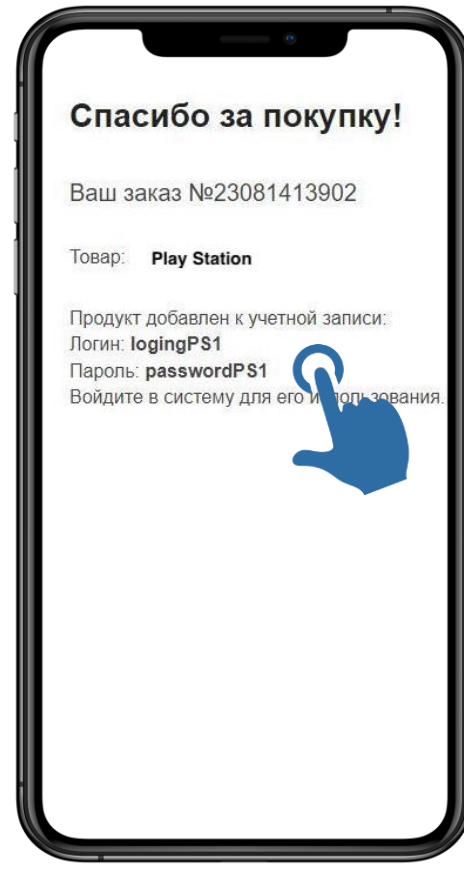 Спасибо за покупку!
Ваш заказ №23081413902
Товар: Play Station
Продукт добавлен к учетной записи:
Логин: logingPS1
Пароль: passwordPS1
Войдите в систему для его использования.